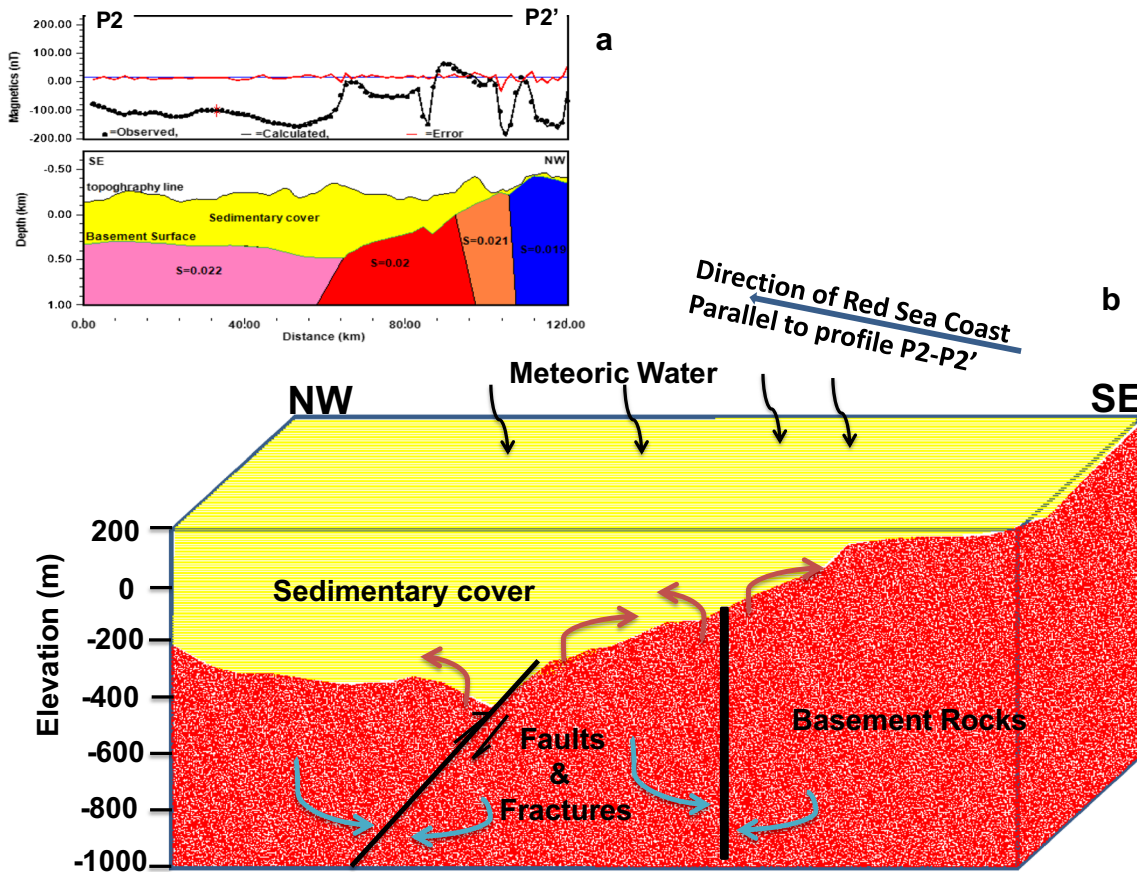 P2
P2'
a
200.00
100.00
0.00
-100.00
-200.00
Magnetics (nT)
=Observed,
=Calculated,
=Error
SE
NW
-0.50
0.00
0.50
1.00
Depth (km)
topoghraphy line
Sedimentary cover
Basement Surface
S=0.022
S=0.02
S=0.021
S=0.019
0.00
40.00
80.00
120.00
Distance (km)
b
Direction of Red Sea Coast
Parallel to profile P2-P2'
Meteoric Water
NW
SE
200
0
-200
-400
-600
-800
-1000
Elevation (m)
Sedimentary cover
Basement Rocks
Faults
&
Fractures